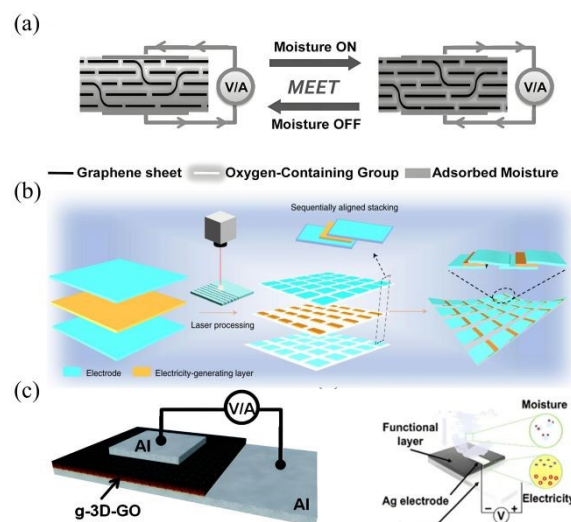 (a)
Moisture ON
V/A
MEET
V/A
Moisture OFF
Graphene sheet Oxygen-Containing Group Adsorbed Moisture
(b)
Sequentially aligned stacking
Laser processing
Electrode Electricity-generating layer
(c)
V/A
Al
Al
g-3D-GO
Moisture
Functional
layer
Ag electrode
Electricity
− +
V